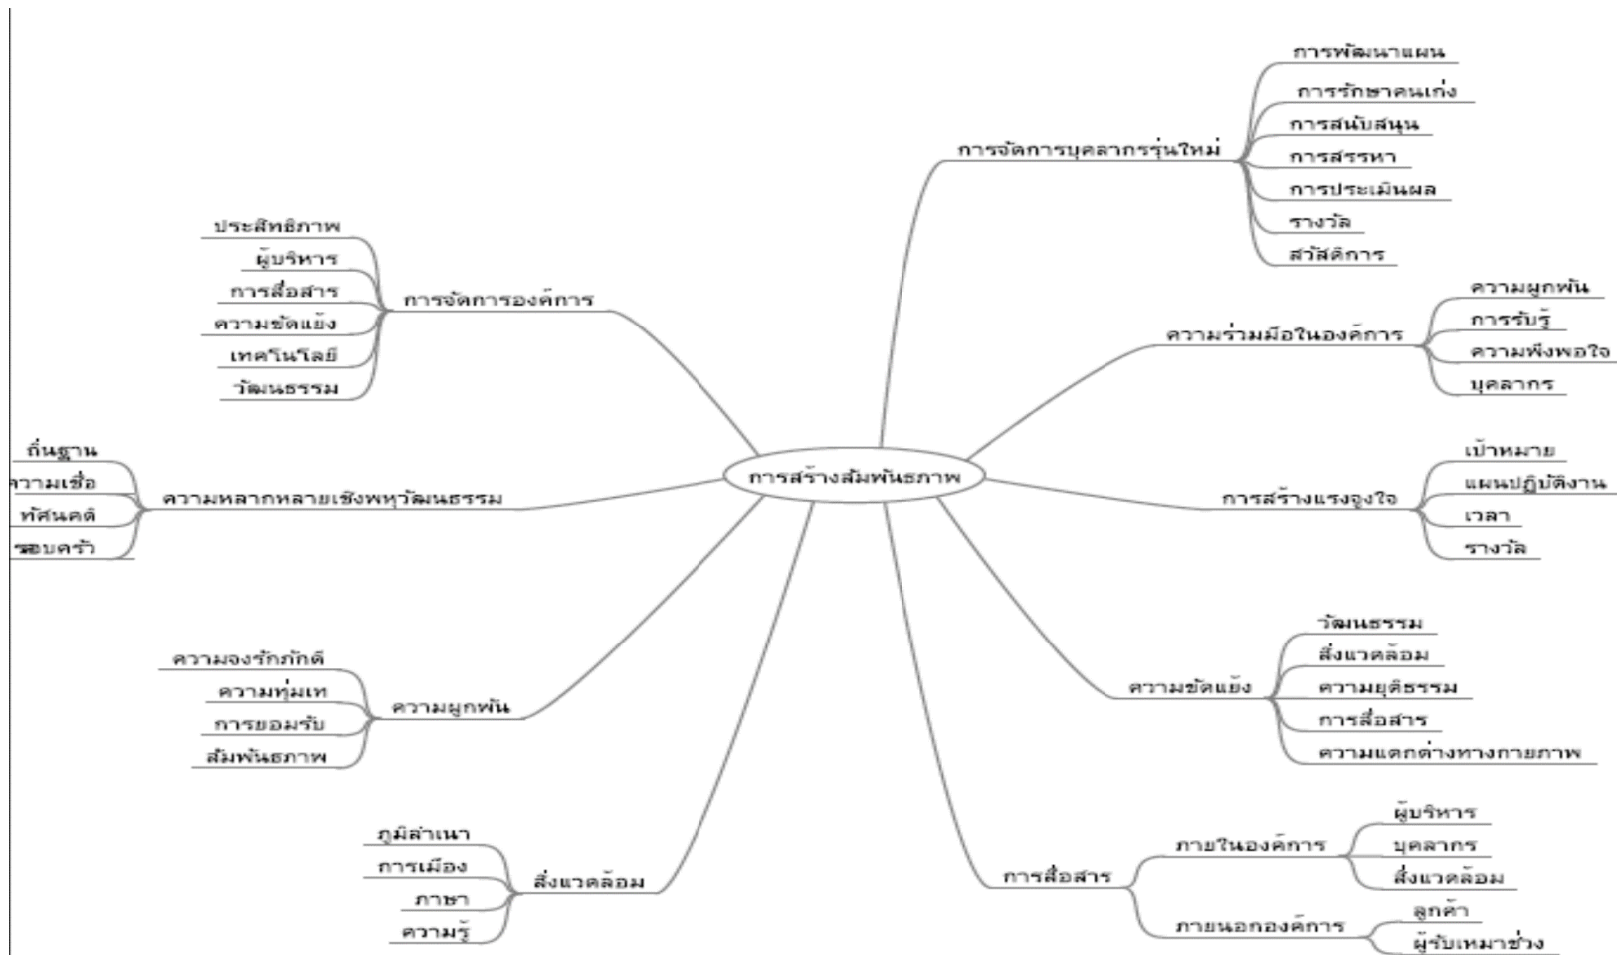 การสร้างสัมพันธภาพ
การจัดการบุคลากรรุ่นใหม่
การพัฒนาแผน
การรักษาคนเก่ง
การสนับสนุน
การสรรหา
การประเมินผล
รางวัล
สวัสดิการ
ความร่วมมือในองค์การ
ความผูกพัน
การรับรู้
ความพึงพอใจ
บุคลากร
การสร้างแรงจูงใจ
เป้าหมาย
แผนปฏิบัติงาน
เวลา
รางวัล
ความขัดแย้ง
วัฒนธรรม
สิ่งแวดล้อม
ความยุติธรรม
การสื่อสาร
ความแตกต่างทางกายภาพ
การสื่อสาร
ภายในองค์การ
ผู้บริหาร
บุคลากร
สิ่งแวดล้อม
ภายนอกองค์การ
ลูกค้า
ผู้รับเหมาช่วง
การจัดการองค์การ
ประสิทธิภาพ
ผู้บริหาร
การสื่อสาร
ความขัดแย้ง
เทคโนโลยี
วัฒนธรรม
ความหลากหลายเชิงพหุวัฒนธรรม
ถิ่นฐาน
ความเชื่อ
ทัศนคติ
รอบครัว
ความผูกพัน
ความจงรักภักดี
ความทุ่มเท
การยอมรับ
สัมพันธภาพ
สิ่งแวดล้อม
ภูมิลำเนา
การเมือง
ภาษา
ความรู้